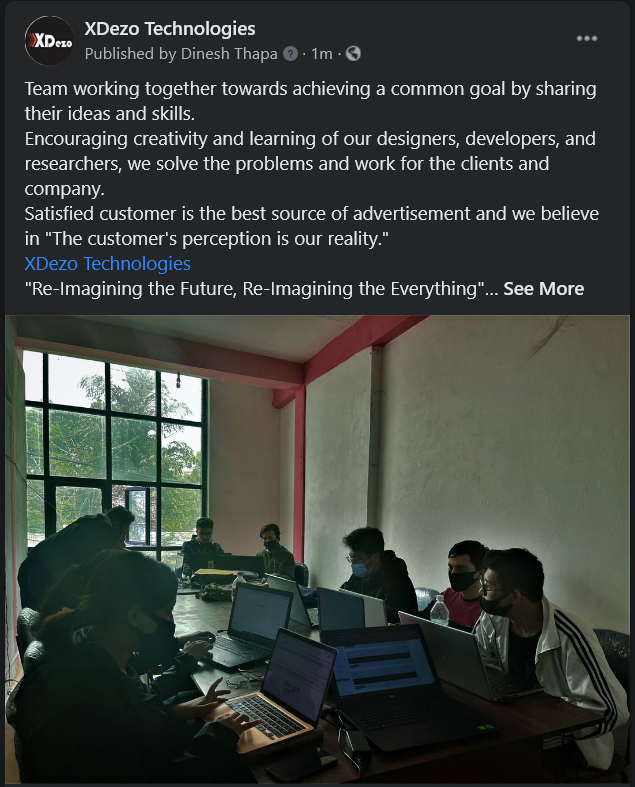 XDezo
XDezo Technologies
Published by Dinesh Thapa ? · 1m ·
Team working together towards achieving a common goal by sharing
their ideas and skills.
Encouraging creativity and learning of our designers, developers, and
researchers, we solve the problems and work for the clients and
company.
Satisfied customer is the best source of advertisement and we believe
in "The customer's perception is our reality."
XDezo Technologies
"Re-Imagining the Future, Re-Imagining the Everything"... See More